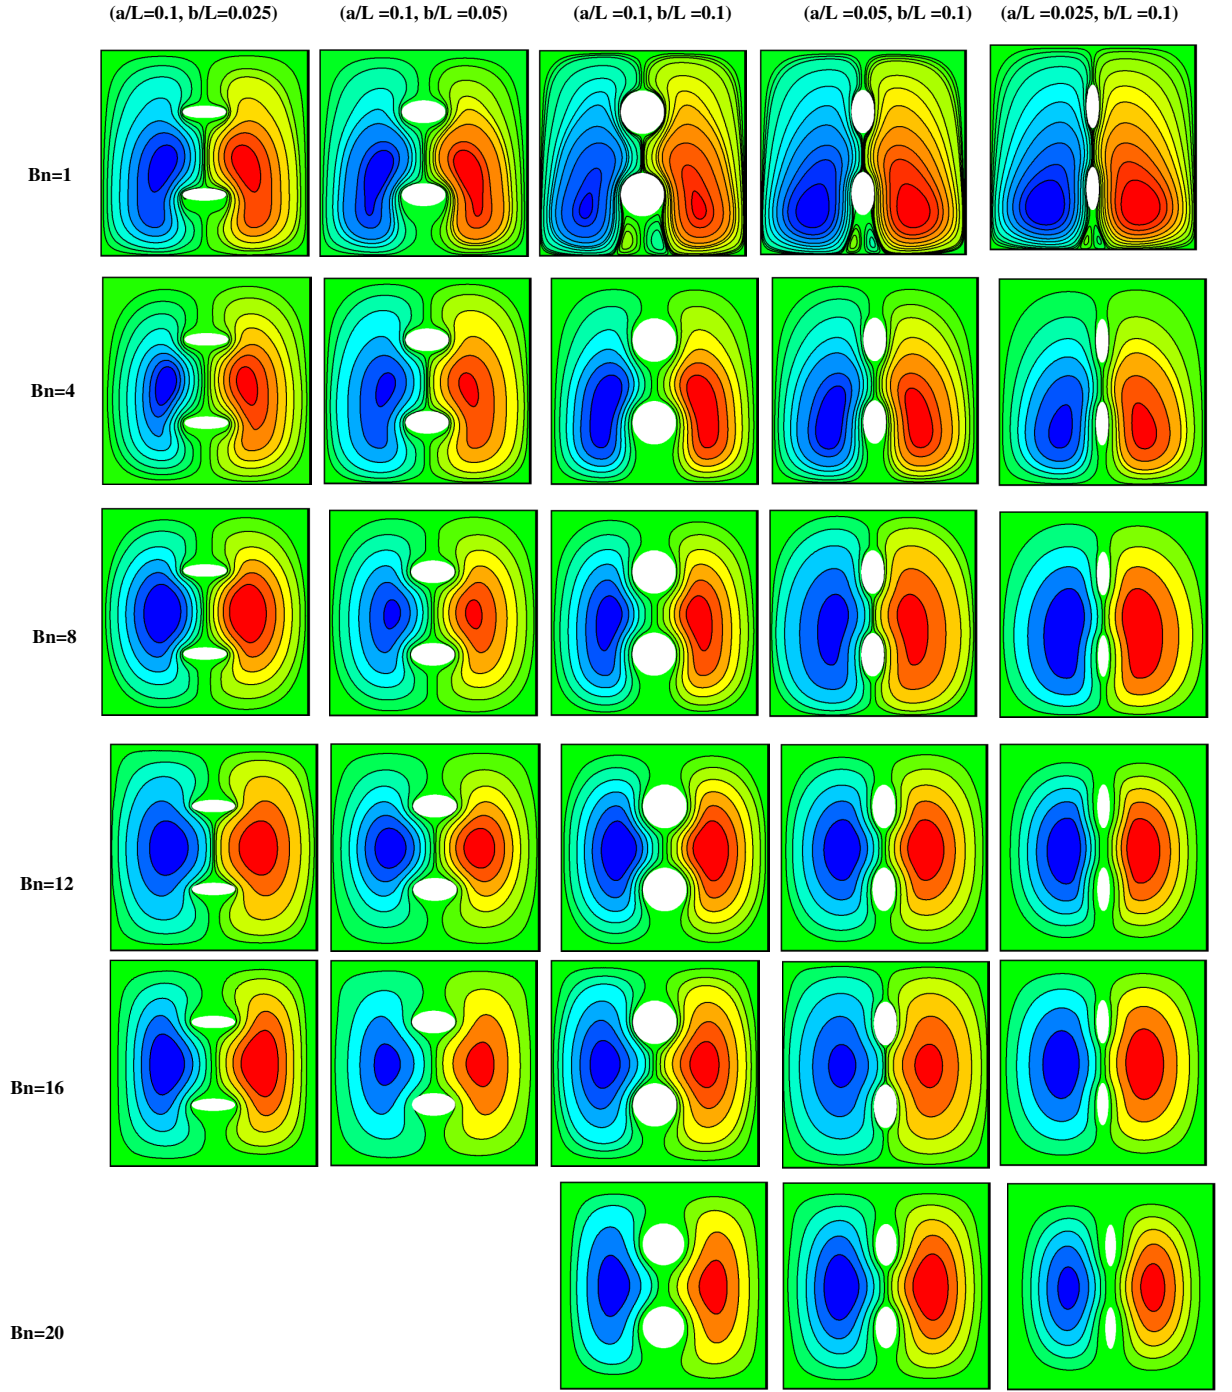 (a/L=0.1, b/L=0.025) (a/L=0.1, b/L =0.05) (a/L =0.1, b/L =0.1) (a/L =0.05, b/L =0.1) (a/L =0.025, b/L =0.1)
Bn=1
Bn=4
Bn=8
Bn=12
Bn=16
Bn=20